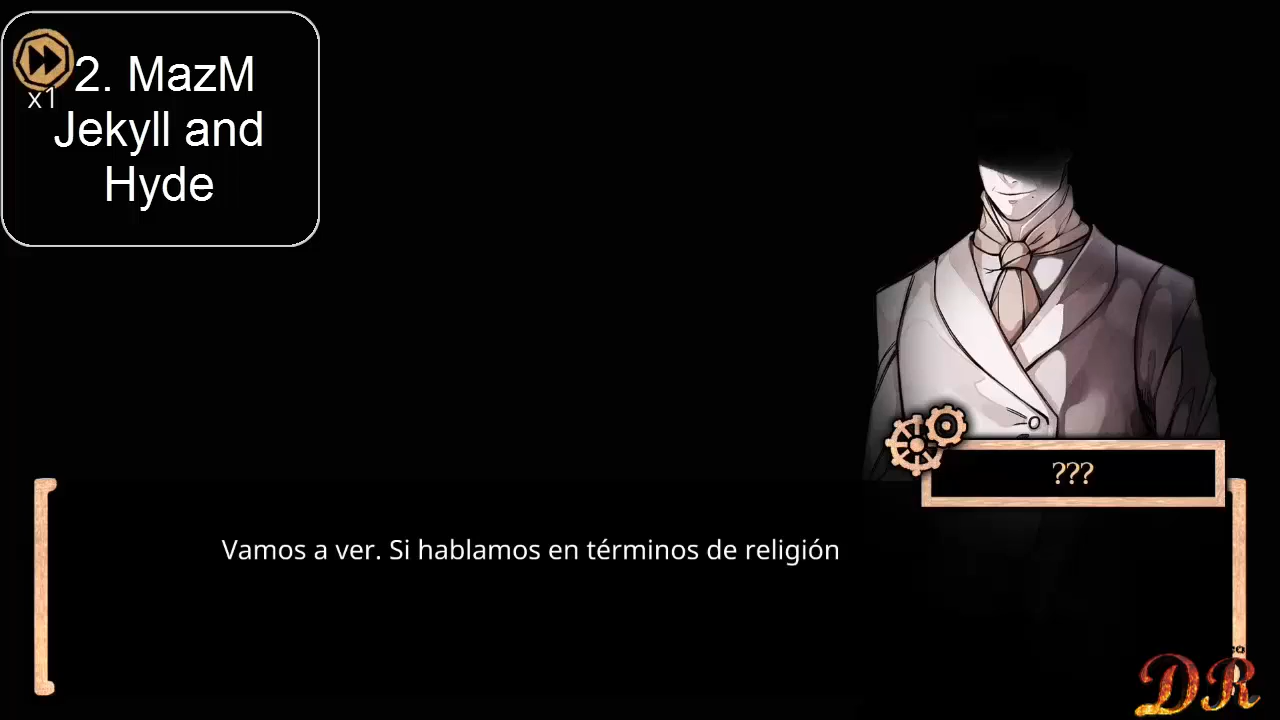 2. MazM
Jekyll and
Hyde
x1
???
Vamos a ver. Si hablamos en términos de religión
DR